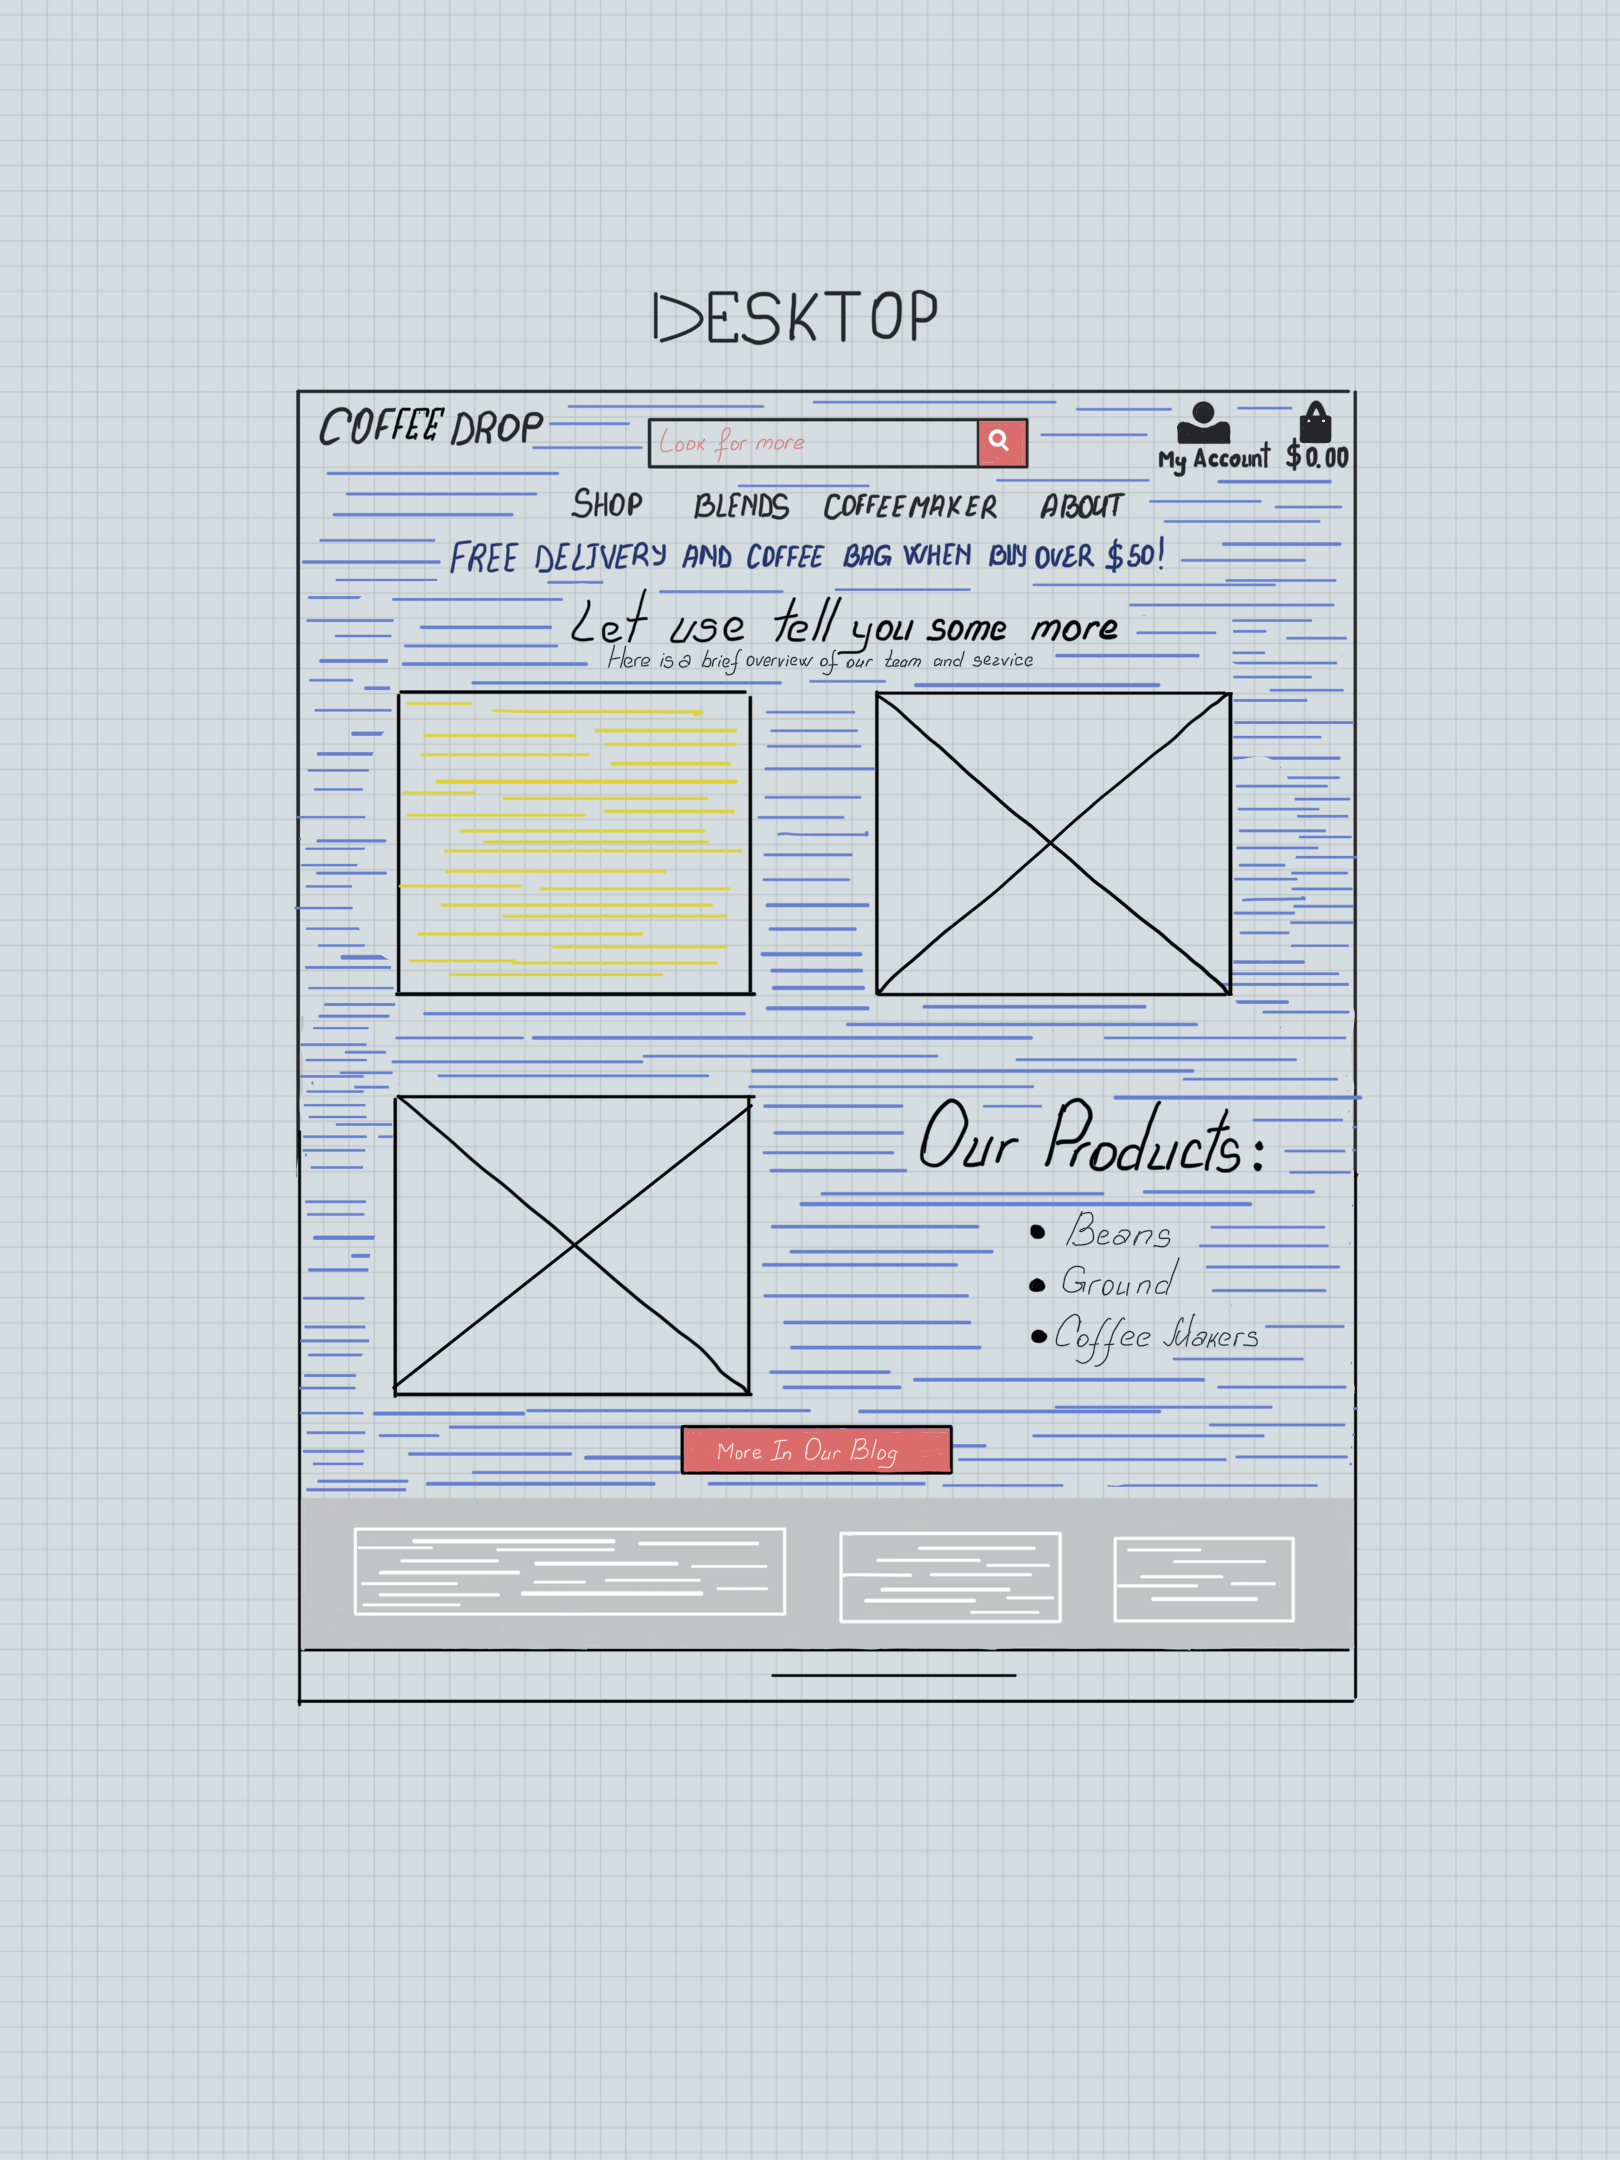 DESKTOP
COFFEE DROP
Look for more
My Account $0.00
SHOP BLENDS COFFEEMAKER ABOUT
FREE DELIVERY AND COFFEE BAG WHEN BUY OVER $50!
Let use tell you some more
Here is a brief overview of our team and service
Our Products:
• Beans
• Ground
• Coffee Makers
More In Our Blog